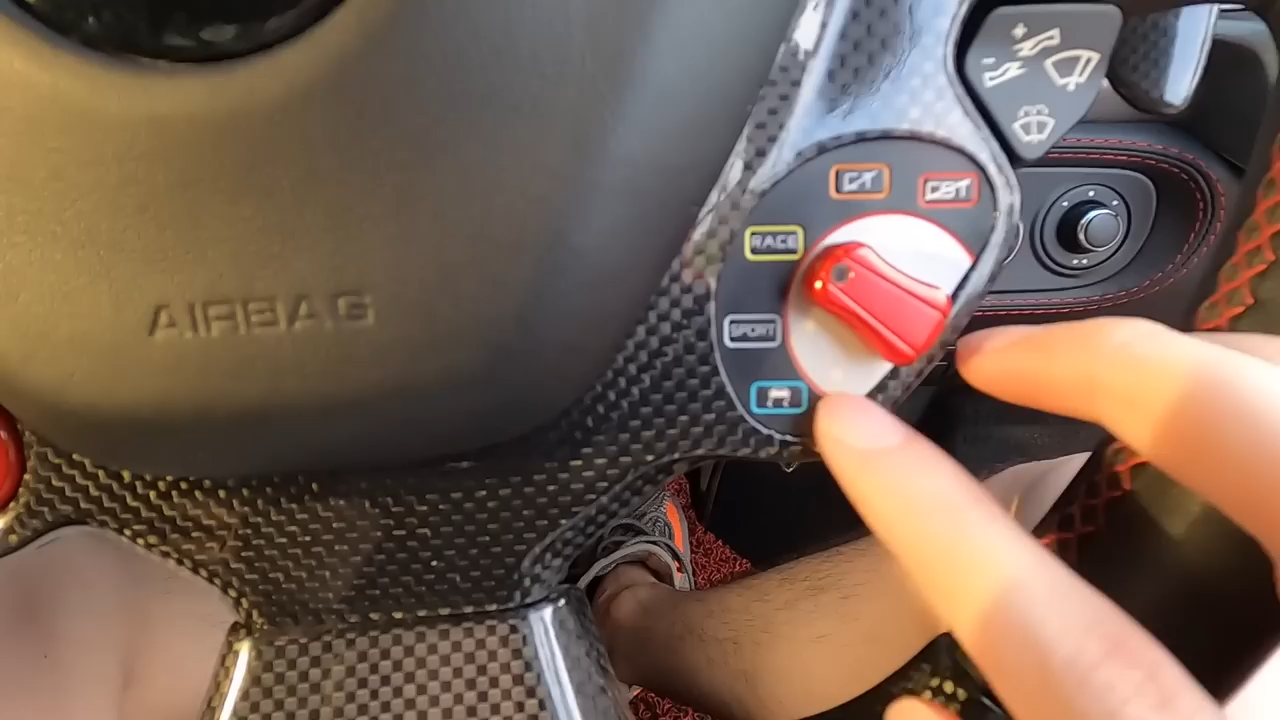 AIRBAG
CT
CST
RACE
SPORT
+
-